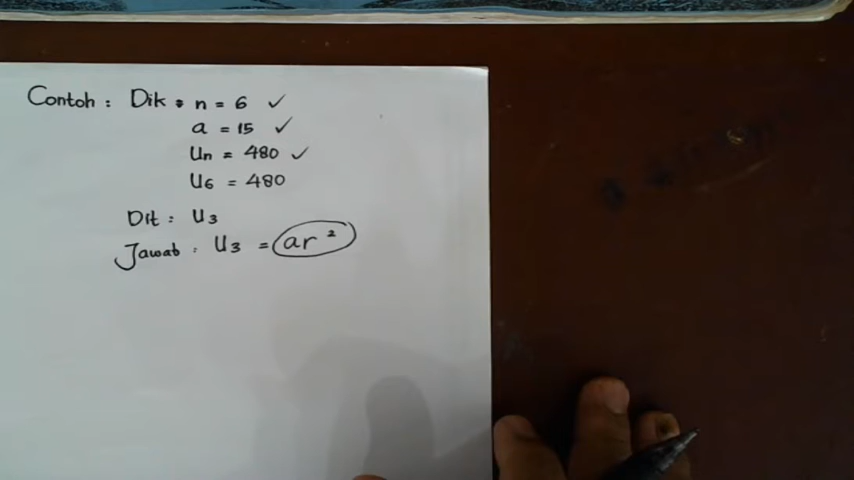 Contoh : Dik : n = 6 ✓
a = 15 ✓
Un = 480 ✓
U6 = 480
Dit : U3
Jawab : U3 = ar²